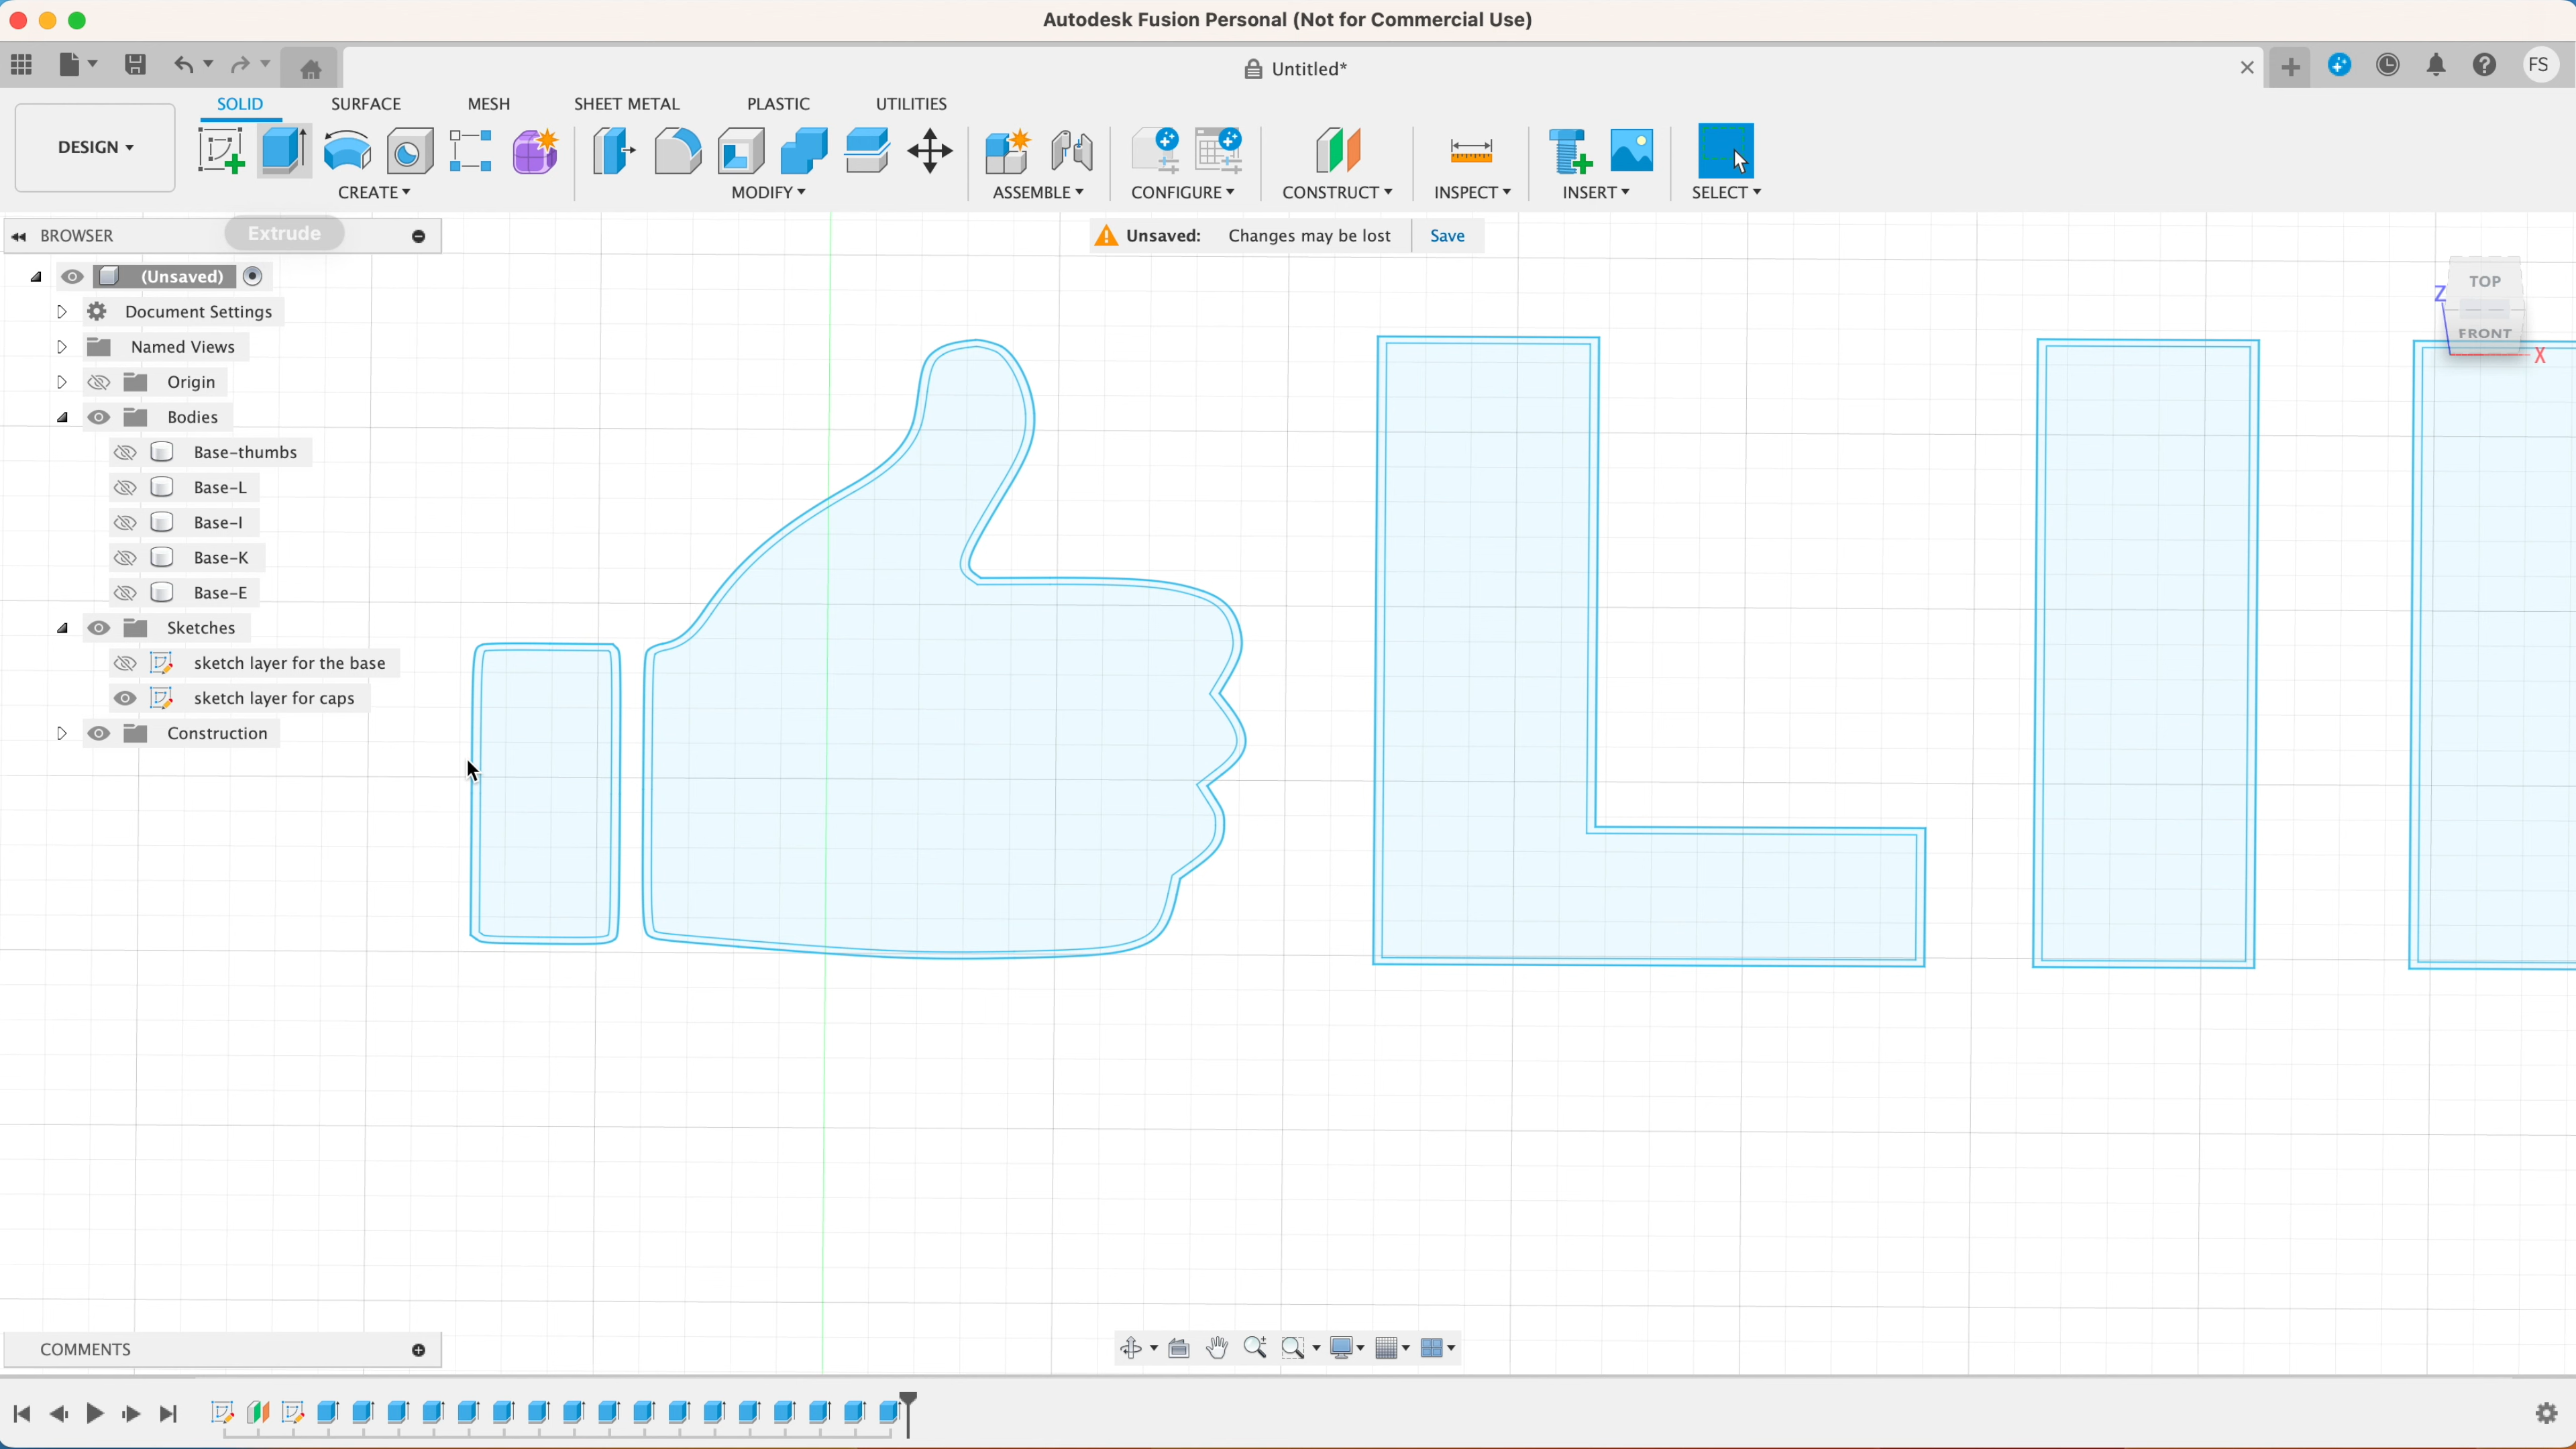 Autodesk Fusion Personal (Not for Commercial Use)
Untitled*
FS
SOLID SURFACE MESH SHEET METAL PLASTIC UTILITIES
DESIGN
CREATE MODIFY ASSEMBLE CONFIGURE CONSTRUCT INSPECT INSERT SELECT
BROWSER
Extrude
Unsaved: Changes may be lost Save
(Unsaved)
Document Settings
Named Views
Origin
Bodies
Base-thumbs
Base-L
Base-I
Base-K
Base-E
Sketches
sketch layer for the base
sketch layer for caps
Construction
TOP
Z
FRONT
X
COMMENTS